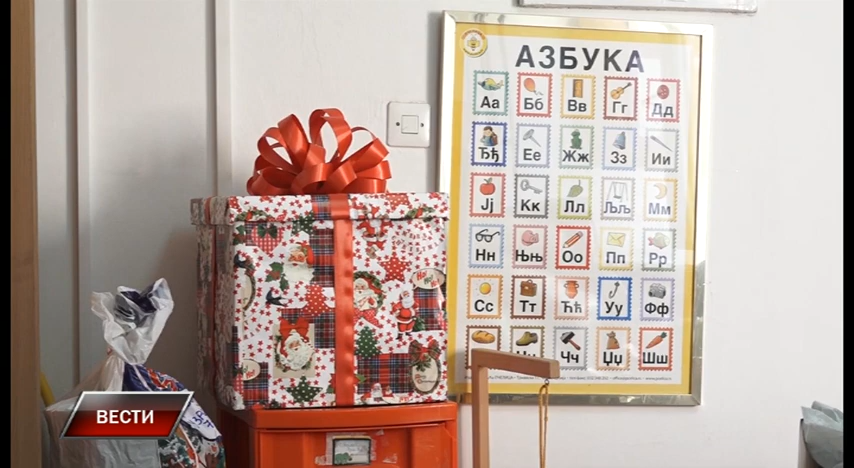 АЗБУКА
Аа Бб Вв Гг Дд
Ђђ Ее Жж Зз Ии
Јј Кк Лл Љљ Мм
Нн Њњ Оо Пп Рр
Сс Тт Ћћ Уу Фф
Чч Џџ Шш
ВЕСТИ